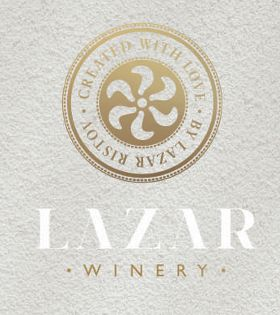 CREATED WITH LOVE • BY LAZAR RISTOV •
LAZAR
• WINERY •